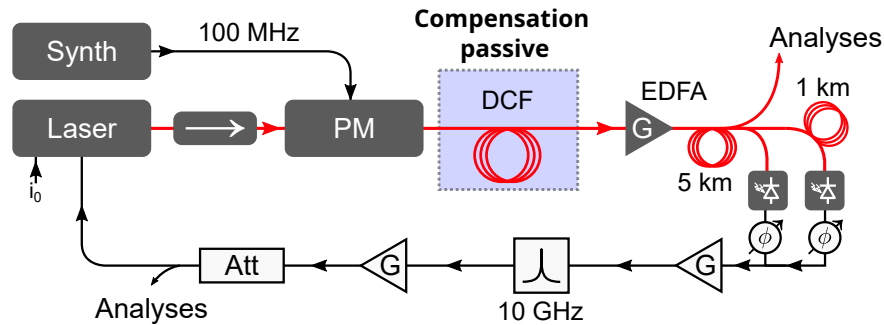 Compensation
passive
Synth
100 MHz
Analyses
DCF
EDFA
1 km
Laser
PM
G
5 km
i₀
ϕ
ϕ
Att
G
G
Analyses
10 GHz